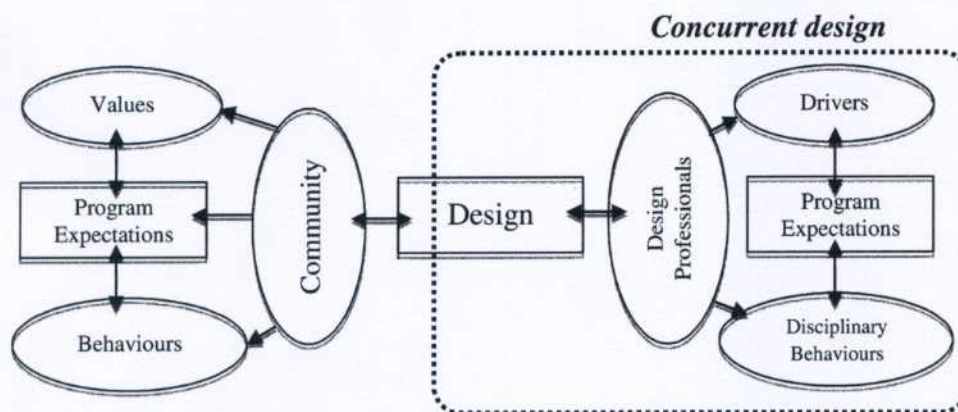 Concurrent design
Values
Program
Expectations
Behaviours
Community
Design
Design
Professionals
Drivers
Program
Expectations
Disciplinary
Behaviours